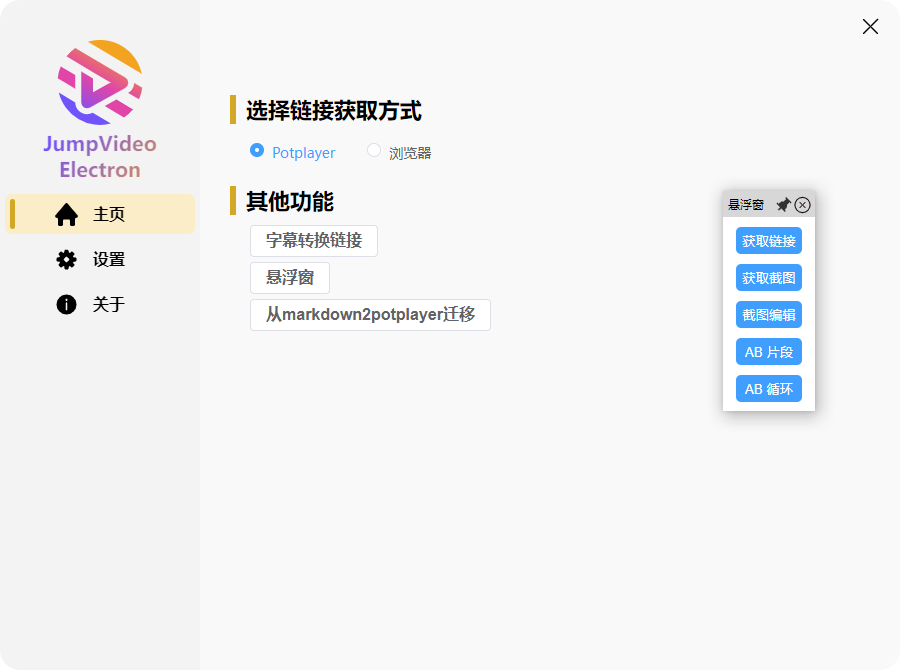 JumpVideo
Electron
主页
设置
关于
选择链接获取方式
Potplayer
浏览器
其他功能
字幕转换链接
悬浮窗
从markdown2potplayer迁移
悬浮窗
获取链接
获取截图
截图编辑
AB 片段
AB 循环